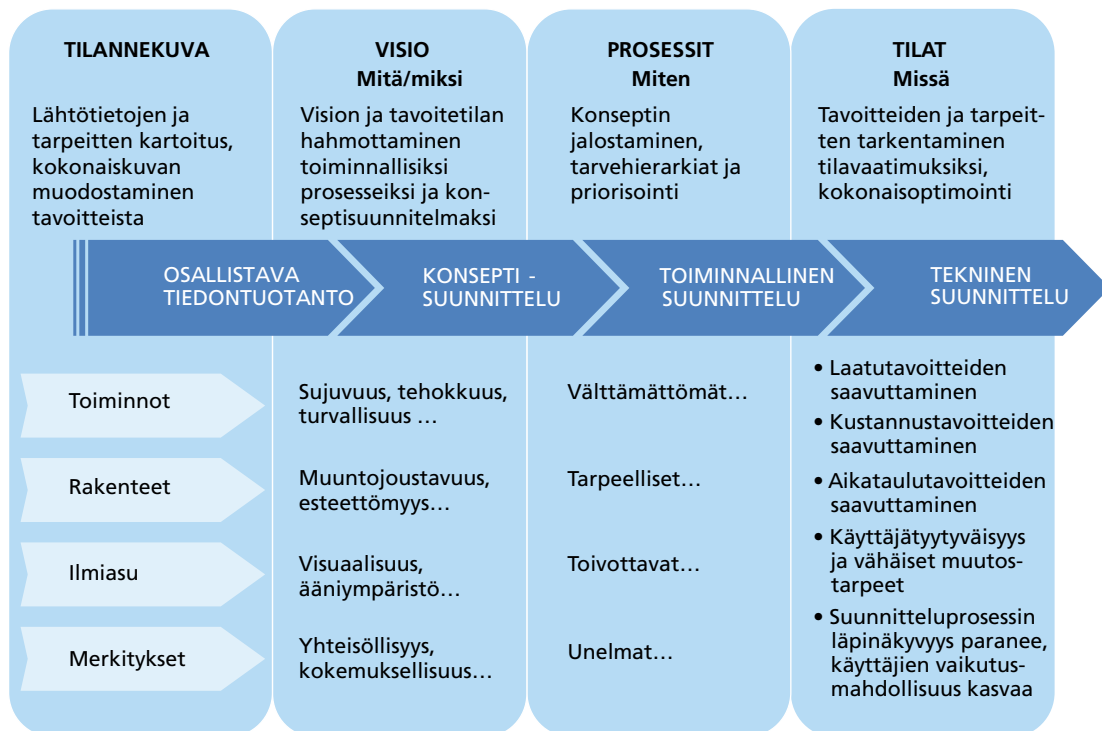 TILANNEKUVA
Lähtötietojen ja
tarpeitten kartoitus,
kokonaiskuvan
muodostaminen
tavoitteista
VISIO
Mitä/miksi
Vision ja tavoitetilan
hahmottaminen
toiminnallisiksi
prosesseiksi ja kon-
septisuunnitelmaksi
PROSESSIT
Miten
Konseptin
jalostaminen,
tarvehierarkiat ja
priorisointi
TILAT
Missä
Tavoitteiden ja tarpeit-
ten tarkentaminen
tilavaatimuksiksi,
kokonaisoptimointi
OSALLISTAVA
TIEDONTUOTANTO
KONSEPTI -
SUUNNITTELU
TOIMINNALLINEN
SUUNNITTELU
TEKNINEN
SUUNNITTELU
Toiminnot
Sujuvuus, tehokkuus,
turvallisuus …
Välttämättömät…
Rakenteet
Muuntojoustavuus,
esteettömyys…
Tarpeelliset…
Ilmiasu
Visuaalisuus,
ääniympäristö…
Toivottavat…
Merkitykset
Yhteisöllisyys,
kokemuksellisuus…
Unelmat…
• Laatutavoitteiden
saavuttaminen
• Kustannustavoitteiden
saavuttaminen
• Aikataulutavoitteiden
saavuttaminen
• Käyttäjätyytyväisyys
ja vähäiset muutos-
tarpeet
• Suunnitteluprosessin
läpinäkyvyys paranee,
käyttäjien vaikutus-
mahdollisuus kasvaa